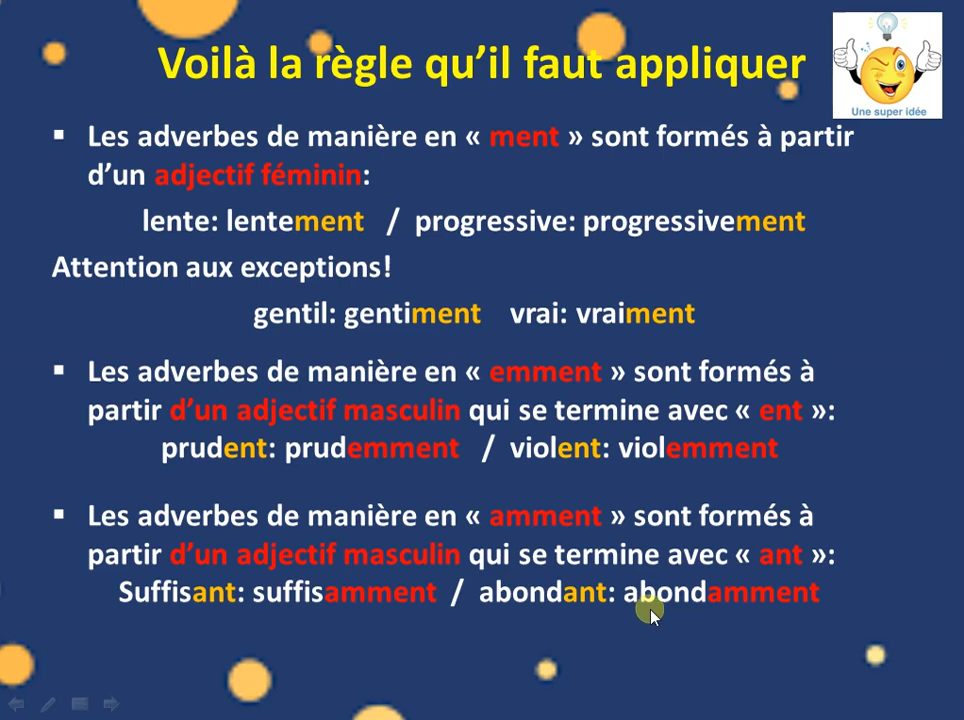 Voilà la règle qu'il faut appliquer
Une super idée
▪ Les adverbes de manière en « ment » sont formés à partir
d'un adjectif féminin:
lente: lentement / progressive: progressivement
Attention aux exceptions!
gentil: gentiment vrai: vraiment
▪ Les adverbes de manière en « emment » sont formés à
partir d'un adjectif masculin qui se termine avec « ent »:
prudent: prudemment / violent: violemment
▪ Les adverbes de manière en « amment » sont formés à
partir d'un adjectif masculin qui se termine avec « ant »:
Suffisant: suffisamment / abondant: abondamment